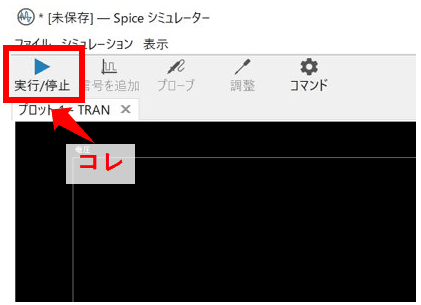 * [未保存] — Spice シミュレーター
ファイル シミュレーション 表示
実行/停止 信号を追加 プローブ 調整 コマンド
プロット 1 – TRAN ×
電圧
コレ